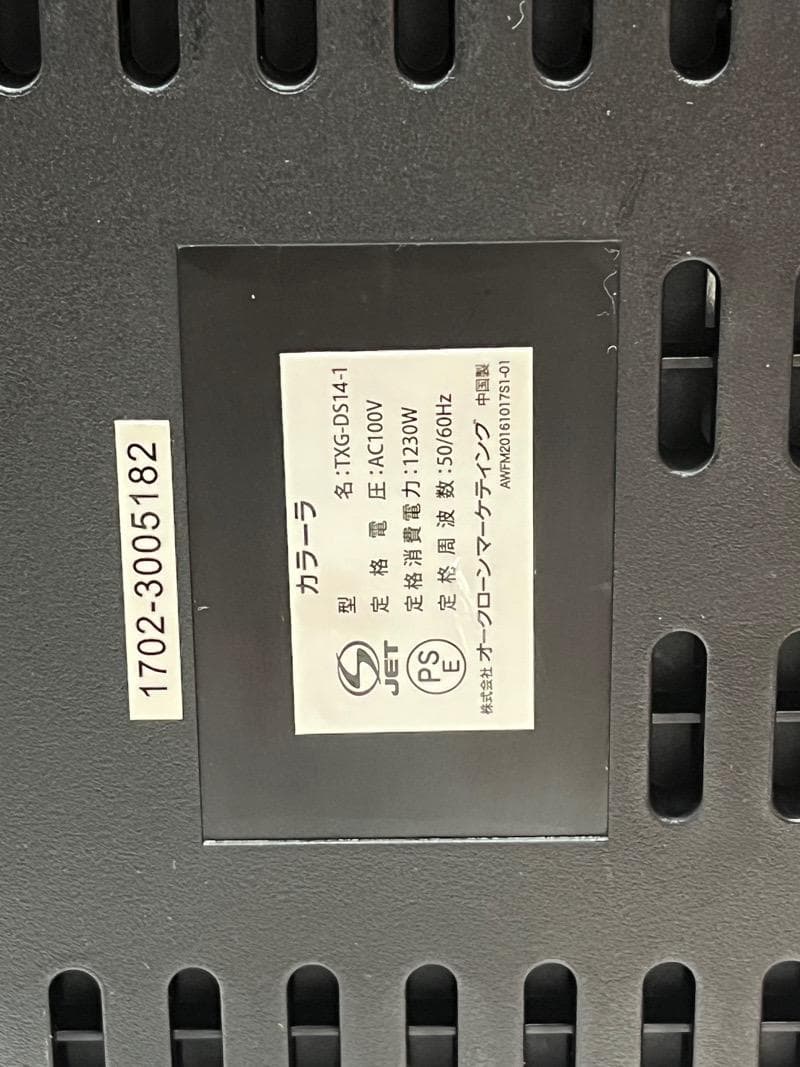 1702-3005182
カラーラ
型名:TXG-DS14-1
定格電圧:AC100V
定格消費電力:1230W
定格周波数:50/60Hz
S
JET
PS
E
株式会社 オークローンマーケティング 中国製
AWFM20161017S1-01